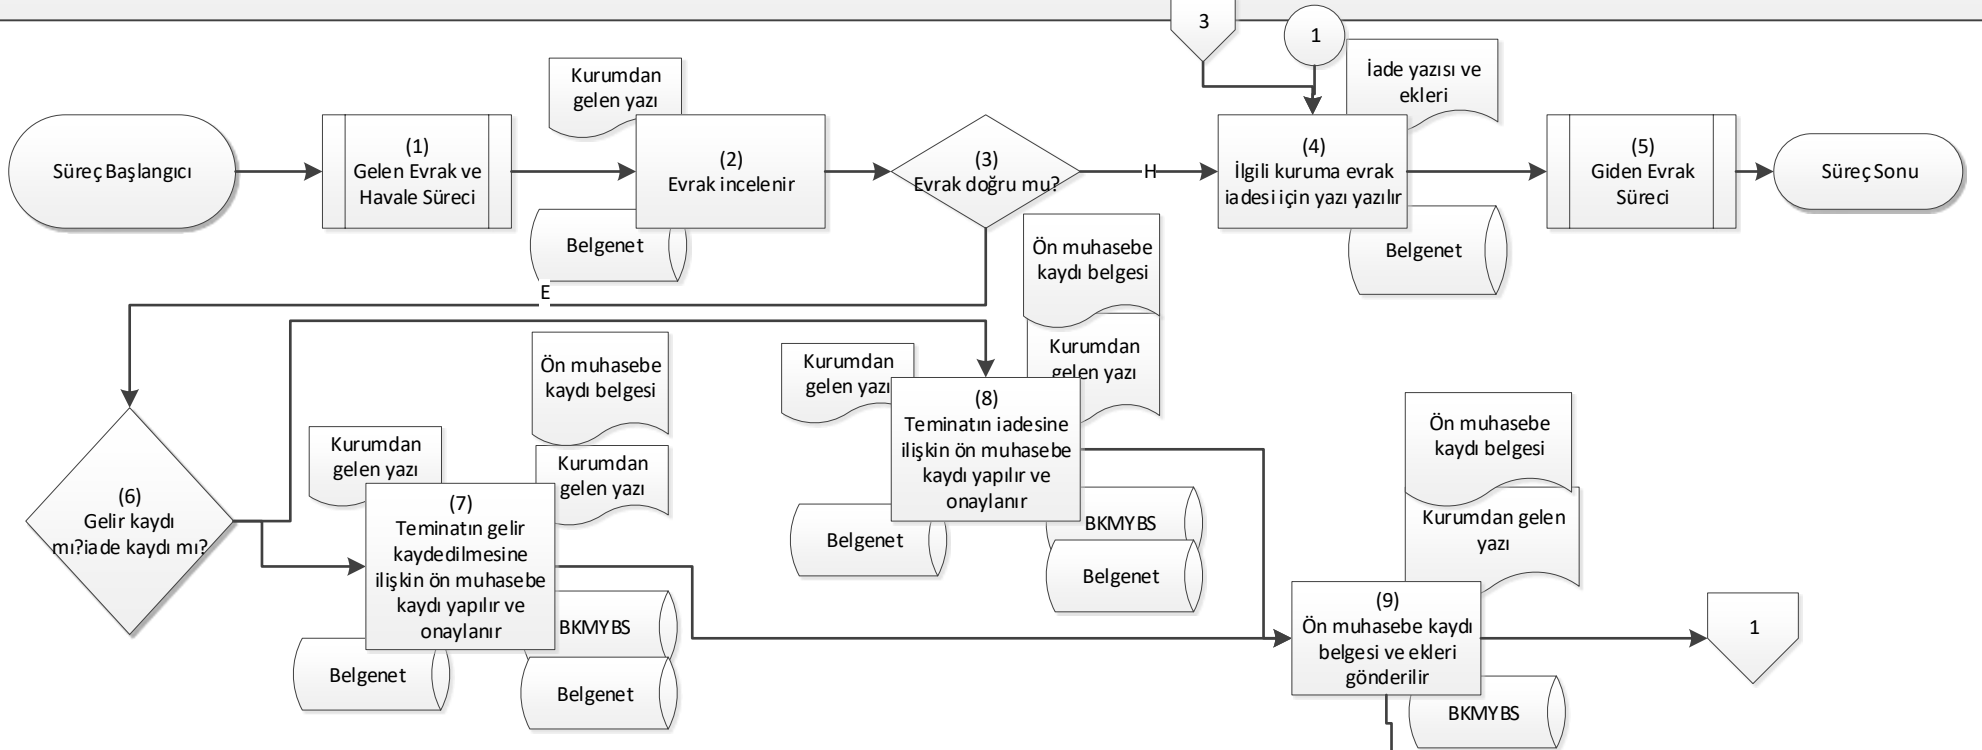 3
1
Kurumdan
gelen yazı
İade yazısı ve
ekleri
Süreç Başlangıcı
(1)
Gelen Evrak ve
Havale Süreci
(2)
Evrak incelenir
(3)
Evrak doğru mu?
H
(4)
İlgili kuruma evrak
iadesi için yazı yazılır
(5)
Giden Evrak
Süreci
Süreç Sonu
Belgenet
Belgenet
E
Ön muhasebe
kaydı belgesi
Kurumdan
gelen yazı
Kurumdan
gelen yazı
(8)
Teminatın iadesine
ilişkin ön muhasebe
kaydı yapılır ve
onaylanır
Belgenet
BKMYBS
Belgenet
Ön muhasebe
kaydı belgesi
Kurumdan
gelen yazı
Kurumdan
gelen yazı
(6)
Gelir kaydı
mı?iade kaydı mı?
(7)
Teminatın gelir
kaydedilmesine
ilişkin ön muhasebe
kaydı yapılır ve
onaylanır
Belgenet
BKMYBS
Belgenet
Ön muhasebe
kaydı belgesi
Kurumdan gelen
yazı
(9)
Ön muhasebe kaydı
belgesi ve ekleri
gönderilir
1
BKMYBS